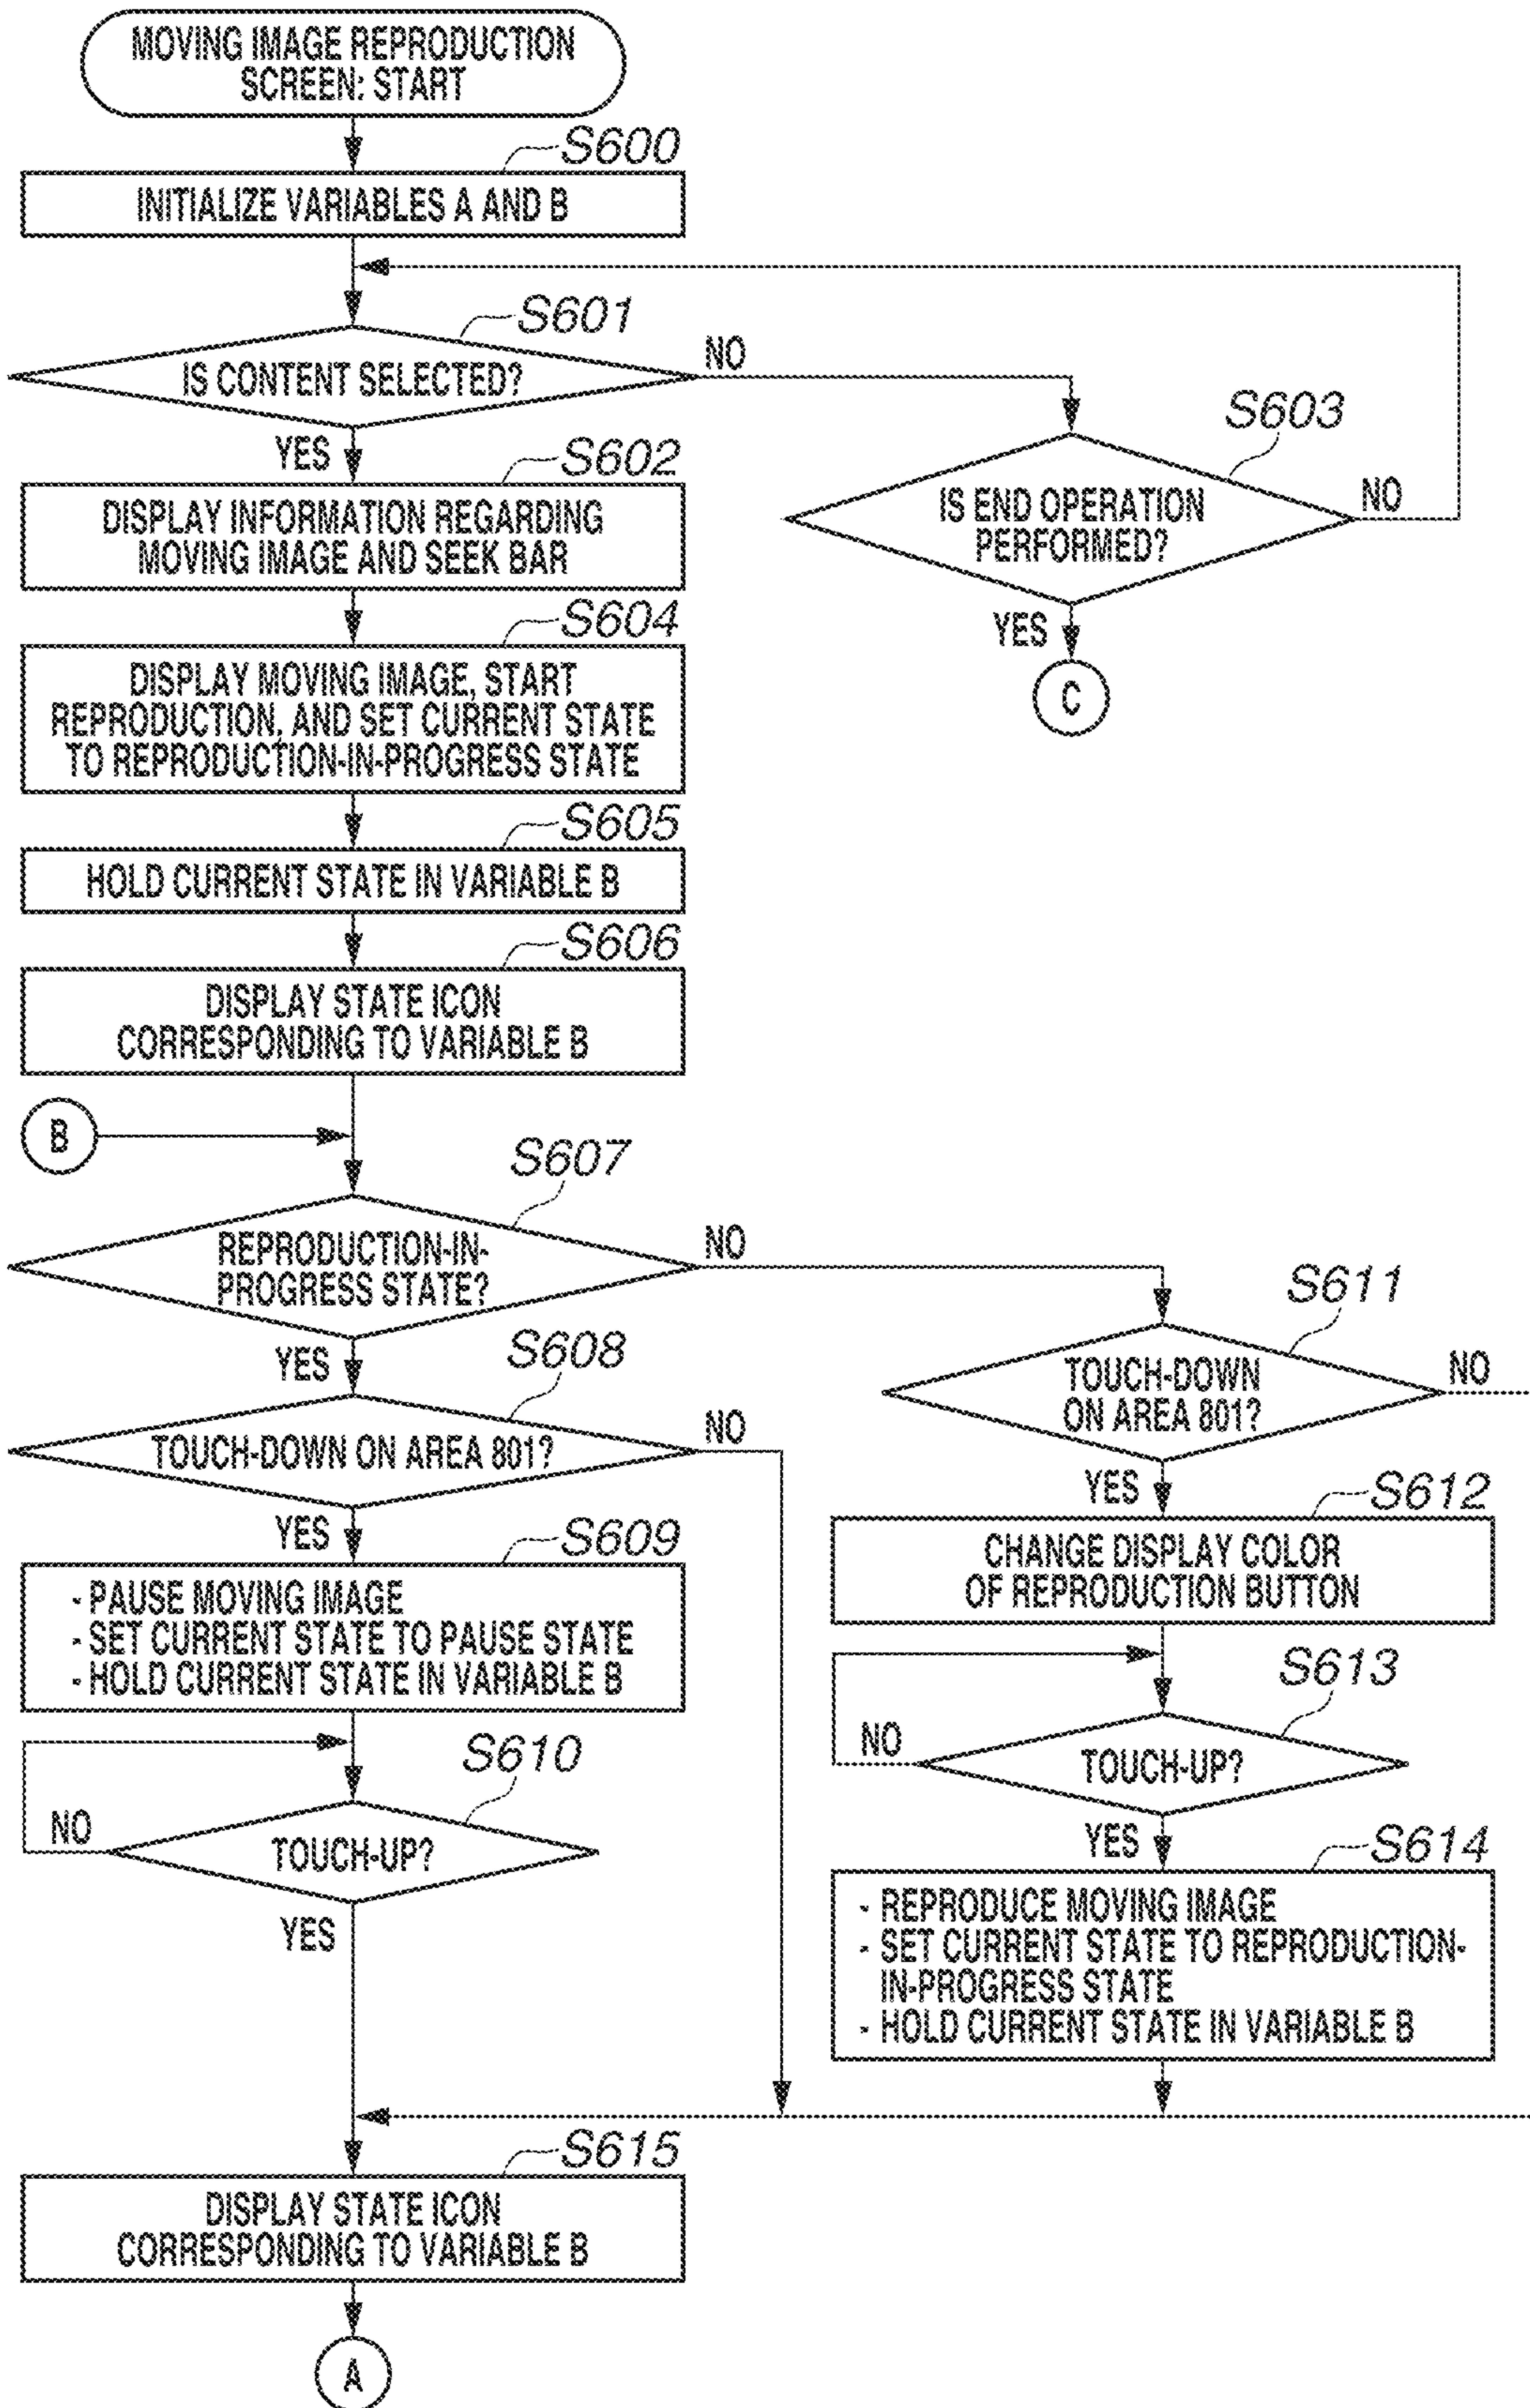 MOVING IMAGE REPRODUCTION
SCREEN: START
S600
INITIALIZE VARIABLES A AND B
S601
IS CONTENT SELECTED?
NO
YES
S603
IS END OPERATION
PERFORMED?
NO
YES
C
S602
DISPLAY INFORMATION REGARDING
MOVING IMAGE AND SEEK BAR
S604
DISPLAY MOVING IMAGE, START
REPRODUCTION, AND SET CURRENT STATE
TO REPRODUCTION-IN-PROGRESS STATE
S605
HOLD CURRENT STATE IN VARIABLE B
S606
DISPLAY STATE ICON
CORRESPONDING TO VARIABLE B
B
S607
REPRODUCTION-IN-
PROGRESS STATE?
NO
YES
S608
TOUCH-DOWN ON AREA 801?
NO
YES
S609
- PAUSE MOVING IMAGE
- SET CURRENT STATE TO PAUSE STATE
- HOLD CURRENT STATE IN VARIABLE B
S610
TOUCH-UP?
NO
YES
S611
TOUCH-DOWN
ON AREA 801?
NO
YES
S612
CHANGE DISPLAY COLOR
OF REPRODUCTION BUTTON
S613
TOUCH-UP?
NO
YES
S614
- REPRODUCE MOVING IMAGE
- SET CURRENT STATE TO REPRODUCTION-
IN-PROGRESS STATE
- HOLD CURRENT STATE IN VARIABLE B
S615
DISPLAY STATE ICON
CORRESPONDING TO VARIABLE B
A